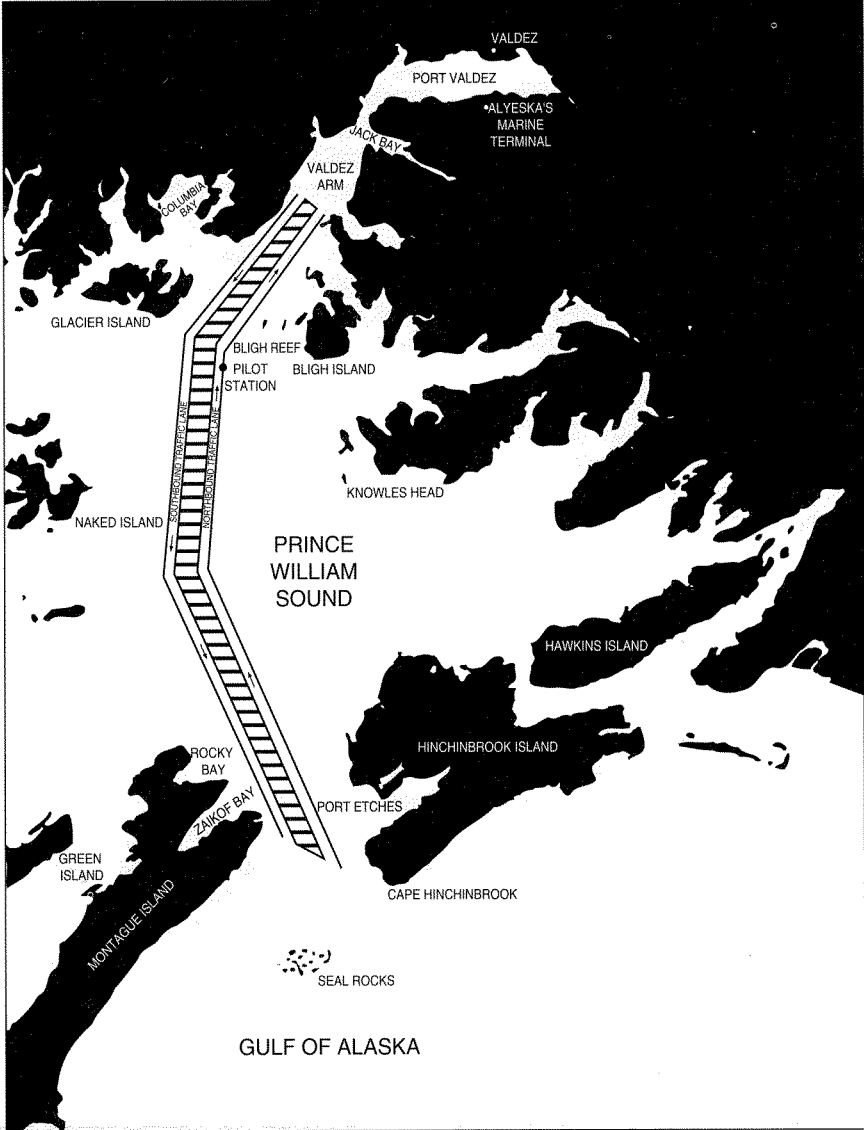 VALDEZ
PORT VALDEZ
ALYESKA'S
MARINE
TERMINAL
JACK BAY
VALDEZ
ARM
COLUMBIA
BAY
GLACIER ISLAND
BLIGH REEF
BLIGH ISLAND
PILOT
STATION
SOUTHBOUND TRAFFIC LANE
NORTHBOUND TRAFFIC LANE
KNOWLES HEAD
NAKED ISLAND
PRINCE
WILLIAM
SOUND
HAWKINS ISLAND
HINCHINBROOK ISLAND
ROCKY
BAY
ZAIKOF BAY
PORT ETCHES
GREEN
ISLAND
MONTAGUE ISLAND
CAPE HINCHINBROOK
SEAL ROCKS
GULF OF ALASKA